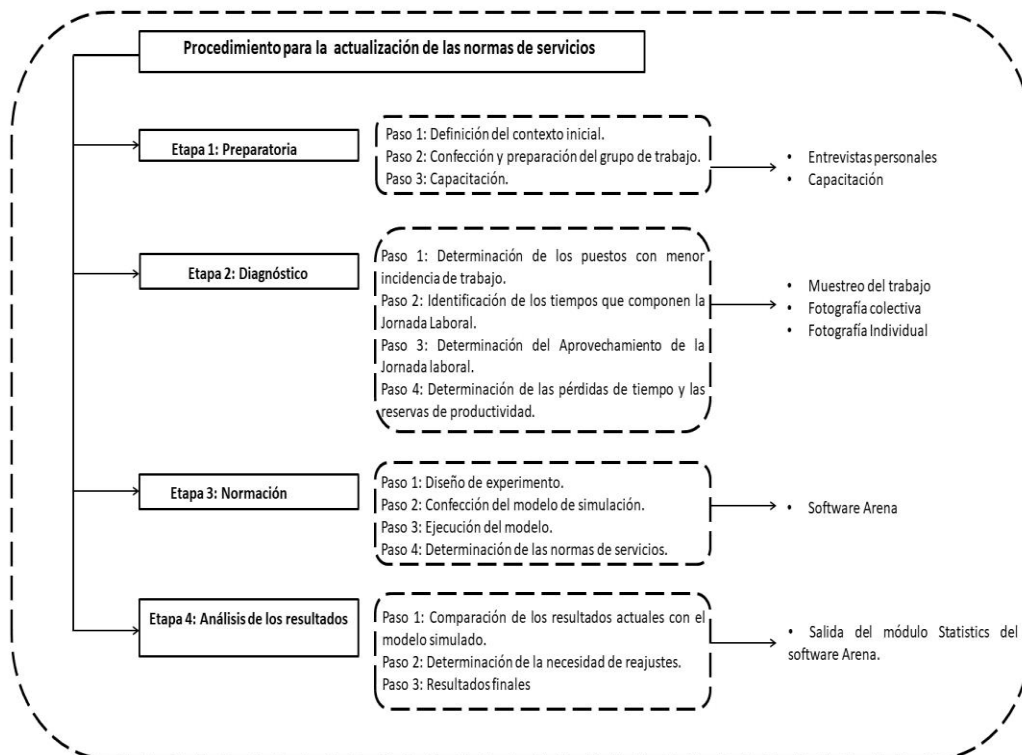 Procedimiento para la actualización de las normas de servicios
Etapa 1: Preparatoria
Paso 1: Definición del contexto inicial.
Paso 2: Confección y preparación del grupo de trabajo.
Paso 3: Capacitación.
• Entrevistas personales
• Capacitación
Etapa 2: Diagnóstico
Paso 1: Determinación de los puestos con menor
incidencia de trabajo.
Paso 2: Identificación de los tiempos que componen la
Jornada Laboral.
Paso 3: Determinación del Aprovechamiento de la
Jornada laboral.
Paso 4: Determinación de las pérdidas de tiempo y las
reservas de productividad.
• Muestreo del trabajo
• Fotografía colectiva
• Fotografía Individual
Etapa 3: Normación
Paso 1: Diseño de experimento.
Paso 2: Confección del modelo de simulación.
Paso 3: Ejecución del modelo.
Paso 4: Determinación de las normas de servicios.
• Software Arena
Etapa 4: Análisis de los resultados
Paso 1: Comparación de los resultados actuales con el
modelo simulado.
Paso 2: Determinación de la necesidad de reajustes.
Paso 3: Resultados finales
• Salida del módulo Statistics del
software Arena.